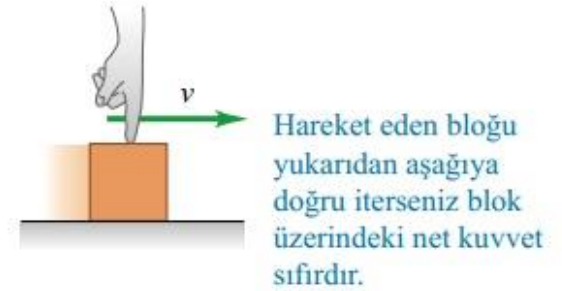 v
Hareket eden bloğu
yukarıdan aşağıya
doğru iterseniz blok
üzerindeki net kuvvet
sıfırdır.